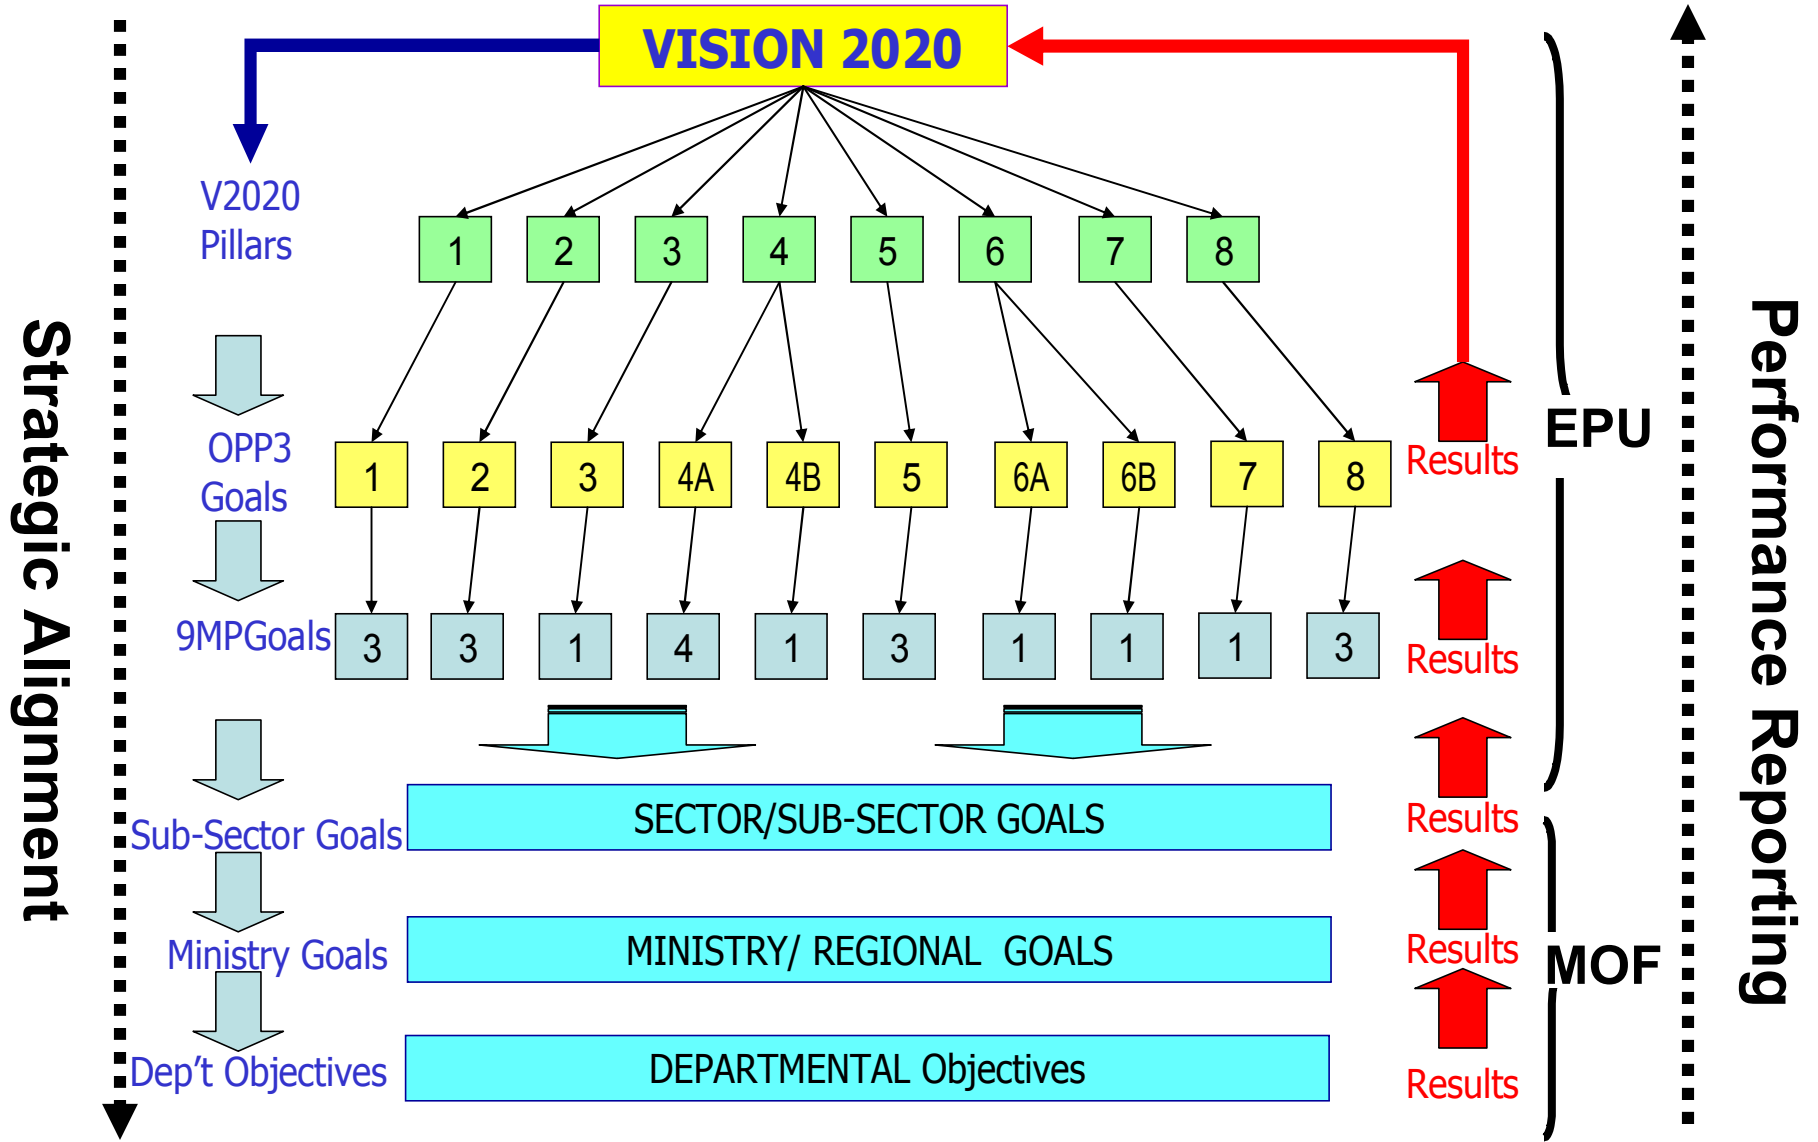 VISION 2020
V2020
Pillars
1 2 3 4 5 6 7 8
OPP3
Goals
1 2 3 4A 4B 5 6A 6B 7 8
Results
9MPGoals
3 3 1 4 1 3 1 1 1 3
Results
Sub-Sector Goals
SECTOR/SUB-SECTOR GOALS
Results
Ministry Goals
MINISTRY/ REGIONAL GOALS
Results
Dep't Objectives
DEPARTMENTAL Objectives
Results
EPU
MOF
Strategic Alignment
Performance Reporting